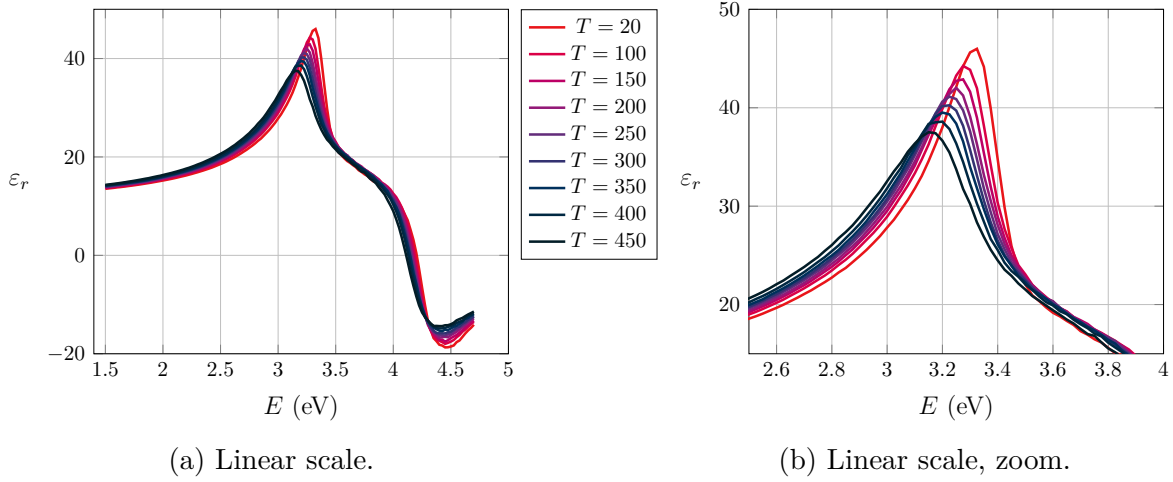 40
20
0
−20
ε_r
1.5 2 2.5 3 3.5 4 4.5 5
E (eV)
T = 20
T = 100
T = 150
T = 200
T = 250
T = 300
T = 350
T = 400
T = 450
50
40
30
20
ε_r
2.6 2.8 3 3.2 3.4 3.6 3.8 4
E (eV)
(a) Linear scale.
(b) Linear scale, zoom.